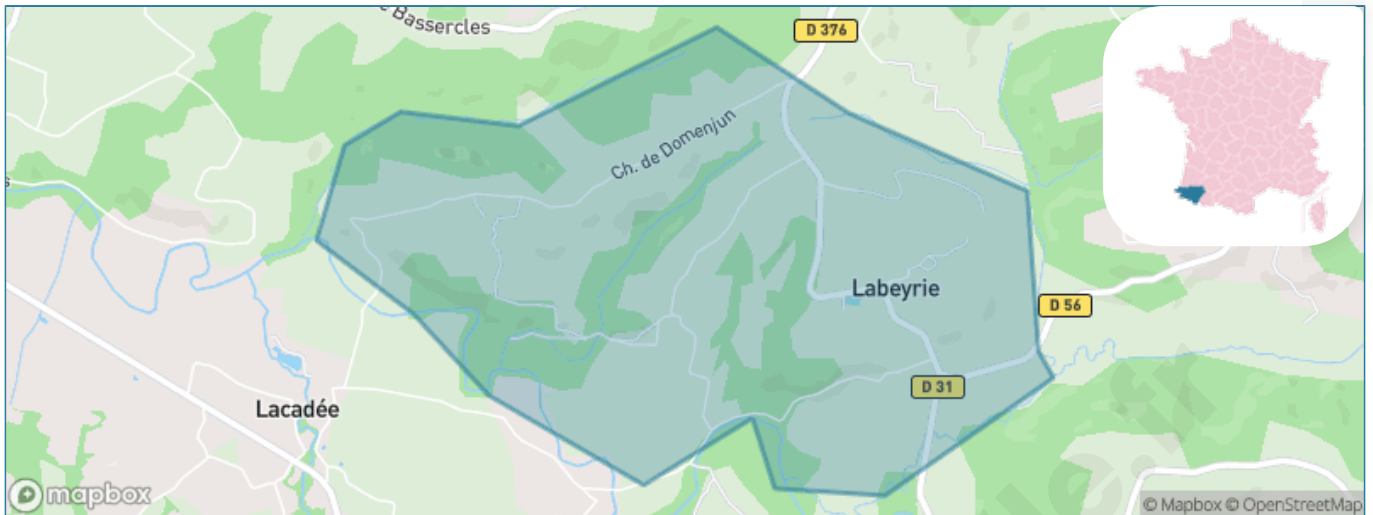 Bassercles
D 376
Ch. de Domenjun
Labeyrie
D 56
D 31
Lacadée
mapbox
© Mapbox © OpenStreetMap